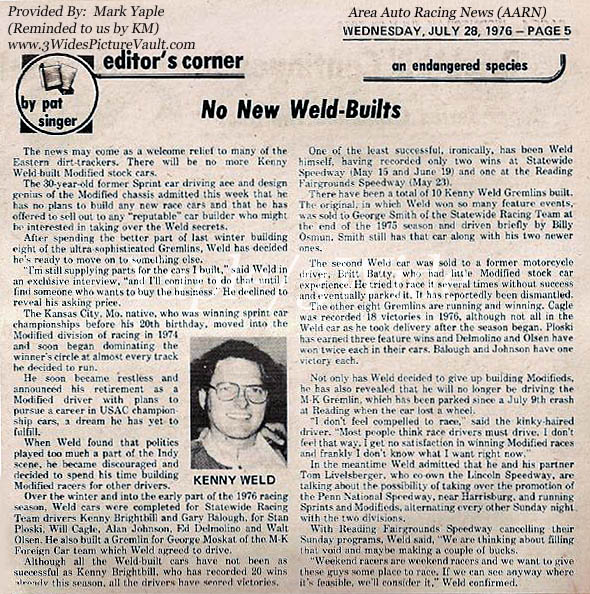 Provided By:  Mark Yaple
(Reminded to us by KM)
www.3WidesPictureVault.com
Area Auto Racing News (AARN)
WEDNESDAY, JULY 28, 1976 — PAGE 5
editor's corner
by pat
singer
an endangered species
No New Weld-Builts
The news may come as a welcome relief to many of the
Eastern dirt-trackers. There will be no more Kenny
Weld-built Modified stock cars.
The 30-year-old former Sprint car driving ace and design
genius of the Modified chassis admitted this week that he
has no plans to build any new race cars and that he has
offered to sell out to any "reputable" car builder who might
be interested in taking over the Weld secrets.
After spending the better part of last winter building
eight of the ultra-sophisticated Gremlins, Weld has decided
he's ready to move on to something else.
"I'm still supplying parts for the cars I built," said Weld in
an exclusive interview, "and I'll continue to do that until I
find someone who wants to buy the business." He declined to
reveal his asking price.
The Kansas City, Mo. native, who was winning sprint car
championships before his 20th birthday, moved into the
Modified division of racing in 1974
and soon began dominating the
winner's circle at almost every track
he decided to run.
He soon became restless and
announced his retirement as a
Modified driver with plans to
pursue a career in USAC champion-
ship cars, a dream he has yet to
fulfill.
When Weld found that politics
played too much a part of the Indy
scene, he became discouraged and
decided to spend his time building
Modified racers for other drivers.
KENNY WELD
Over the winter and into the early part of the 1976 racing
season, Weld cars were completed for Statewide Racing
Team drivers Kenny Brightbill and Gary Balough, for Stan
Ploski, Will Cagle, Alan Johnson, Ed Delmolino and Walt
Olsen. He also built a Gremlin for George Moskat of the M-K
Foreign Car team which Weld agreed to drive.
Although all the Weld-built cars have not been as
successful as Kenny Brightbill, who has recorded 20 wins
already this season, all the drivers have scored victories.
One of the least successful, ironically, has been Weld
himself, having recorded only two wins at Statewide
Speedway (May 15 and June 19) and one at the Reading
Fairgrounds Speedway (May 23).
There have been a total of 10 Kenny Weld Gremlins built.
The original, in which Weld won so many feature events,
was sold to George Smith of the Statewide Racing Team at
the end of the 1975 season and driven briefly by Billy
Osmun. Smith still has that car along with his two newer
ones.
The second Weld car was sold to a former motorcycle
driver, Britt Batty, who had little Modified stock car
experience. He tried to race it several times without success
and eventually parked it. It has reportedly been dismantled.
The other eight Gremlins are running and winning. Cagle
was recorded 18 victories in 1976, although not all in the
Weld car as he took delivery after the season began. Ploski
has earned three feature wins and Delmolino and Olsen have
won twice each in their cars. Balough and Johnson have one
victory each.
Not only has Weld decided to give up building Modifieds,
he has also revealed that he will no longer be driving the
M-K Gremlin, which has been parked since a July 9th crash
at Reading when the car lost a wheel.
"I don't feel compelled to race," said the kinky-haired
driver. "Most people think race drivers must drive. I don't
feel that way. I get no satisfaction in winning Modified races
and frankly I don't know what I want right now."
In the meantime Weld admitted that he and his partner
Tom Livelsberger, who co-own the Lincoln Speedway, are
talking about the possibility of taking over the promotion of
the Penn National Speedway, near Harrisburg, and running
Sprints and Modifieds, alternating every other Sunday night
with the two divisions.
With Reading Fairgrounds Speedway cancelling their
Sunday programs, Weld said, "We are thinking about filling
that void and maybe making a couple of bucks.
"Weekend racers are weekend racers and we want to give
these guys some place to race. If we can see anyway where
it's feasible, we'll consider it," Weld confirmed.